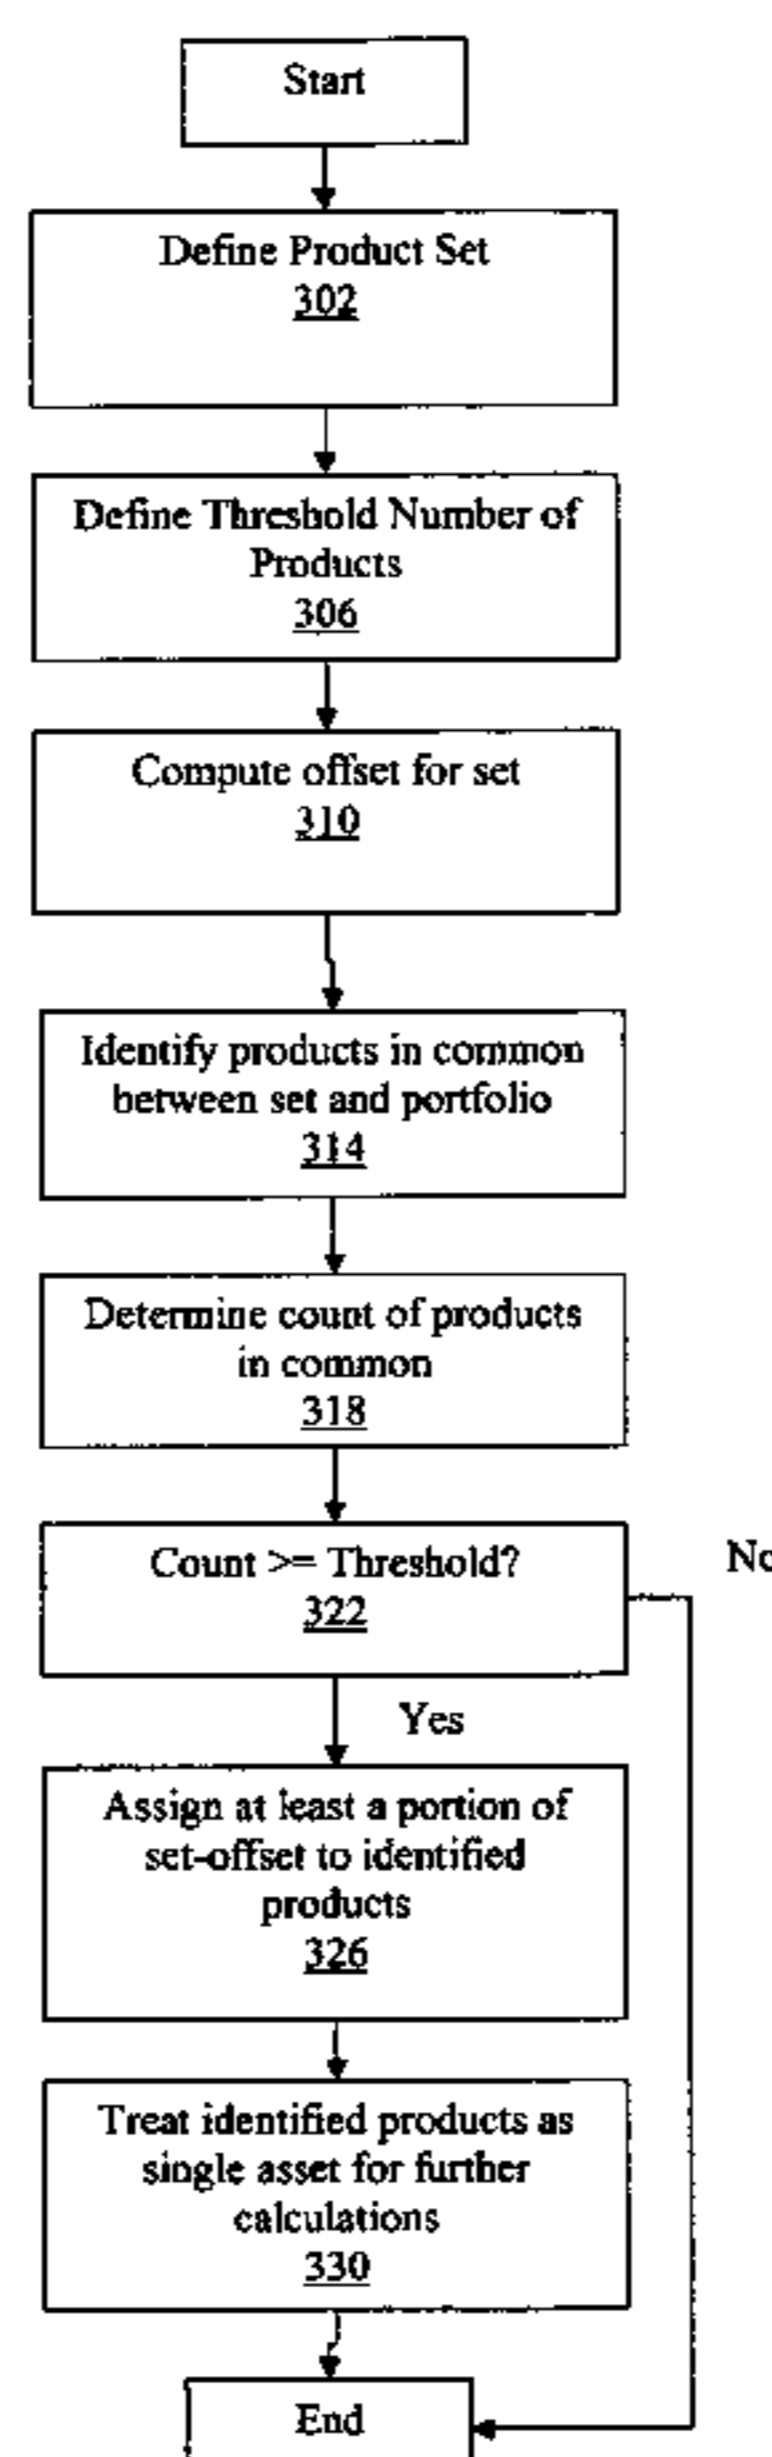 Start
Define Product Set
302
Define Threshold Number of
Products
306
Compute offset for set
310
Identify products in common
between set and portfolio
314
Determine count of products
in common
318
Count >= Threshold?
322
No
Yes
Assign at least a portion of
set-offset to identified
products
326
Treat identified products as
single asset for further
calculations
330
End